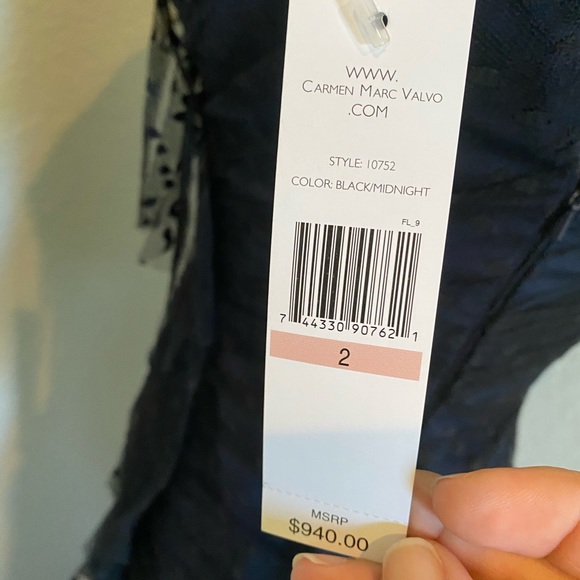 WWW.
CARMEN MARC VALVO
.COM
STYLE: 10752
COLOR: BLACK/MIDNIGHT
FL_9
7 44330 90762 1
2
MSRP
$940.00